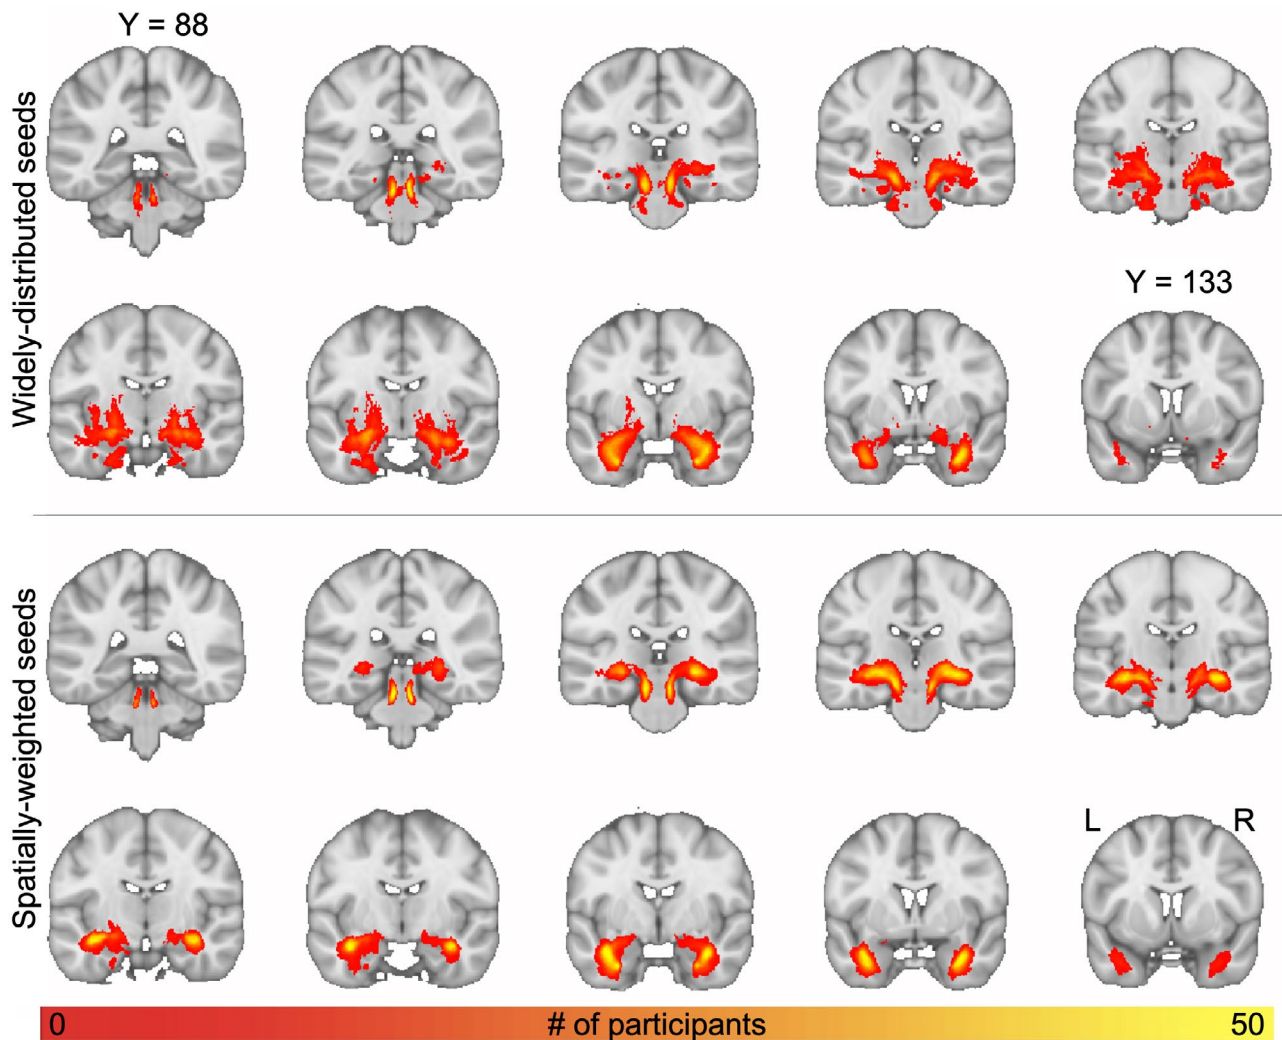 Y = 88
Widely-distributed seeds
Y = 133
Spatially-weighted seeds
L R
0 # of participants 50